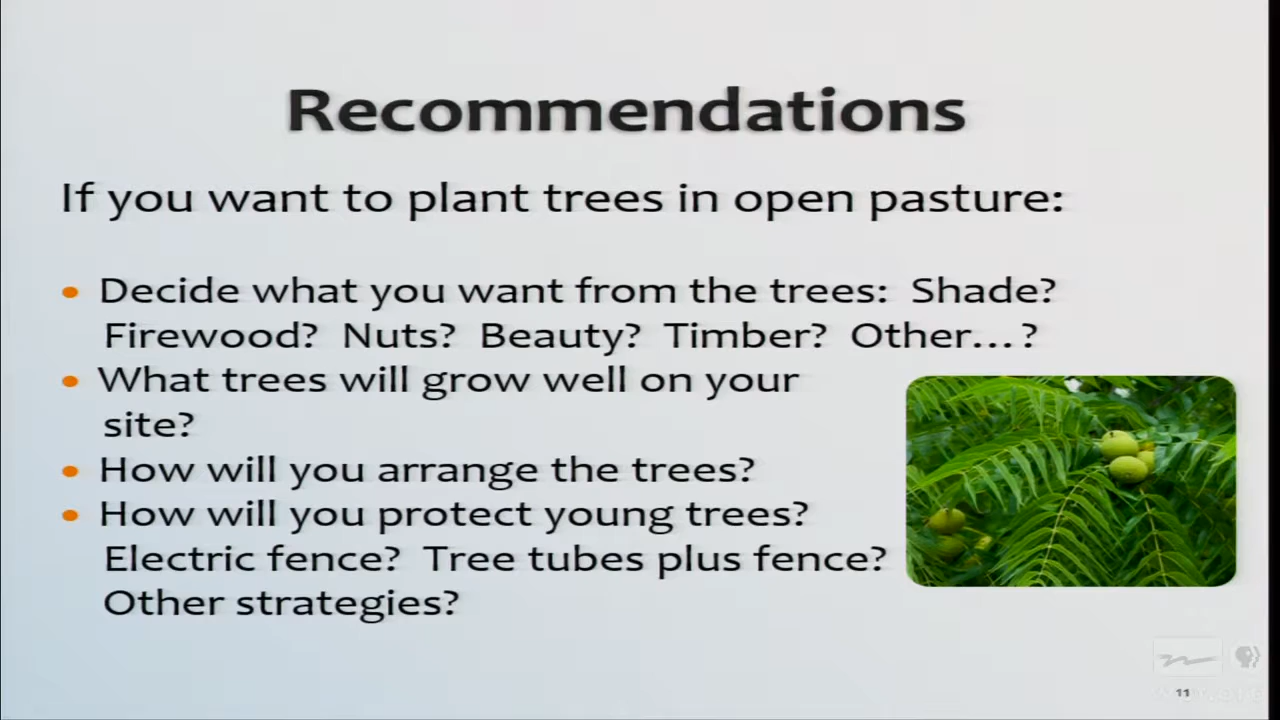 Recommendations
If you want to plant trees in open pasture:
• Decide what you want from the trees:  Shade?
Firewood?  Nuts?  Beauty?  Timber?  Other...?
• What trees will grow well on your
site?
• How will you arrange the trees?
• How will you protect young trees?
Electric fence?  Tree tubes plus fence?
Other strategies?
11